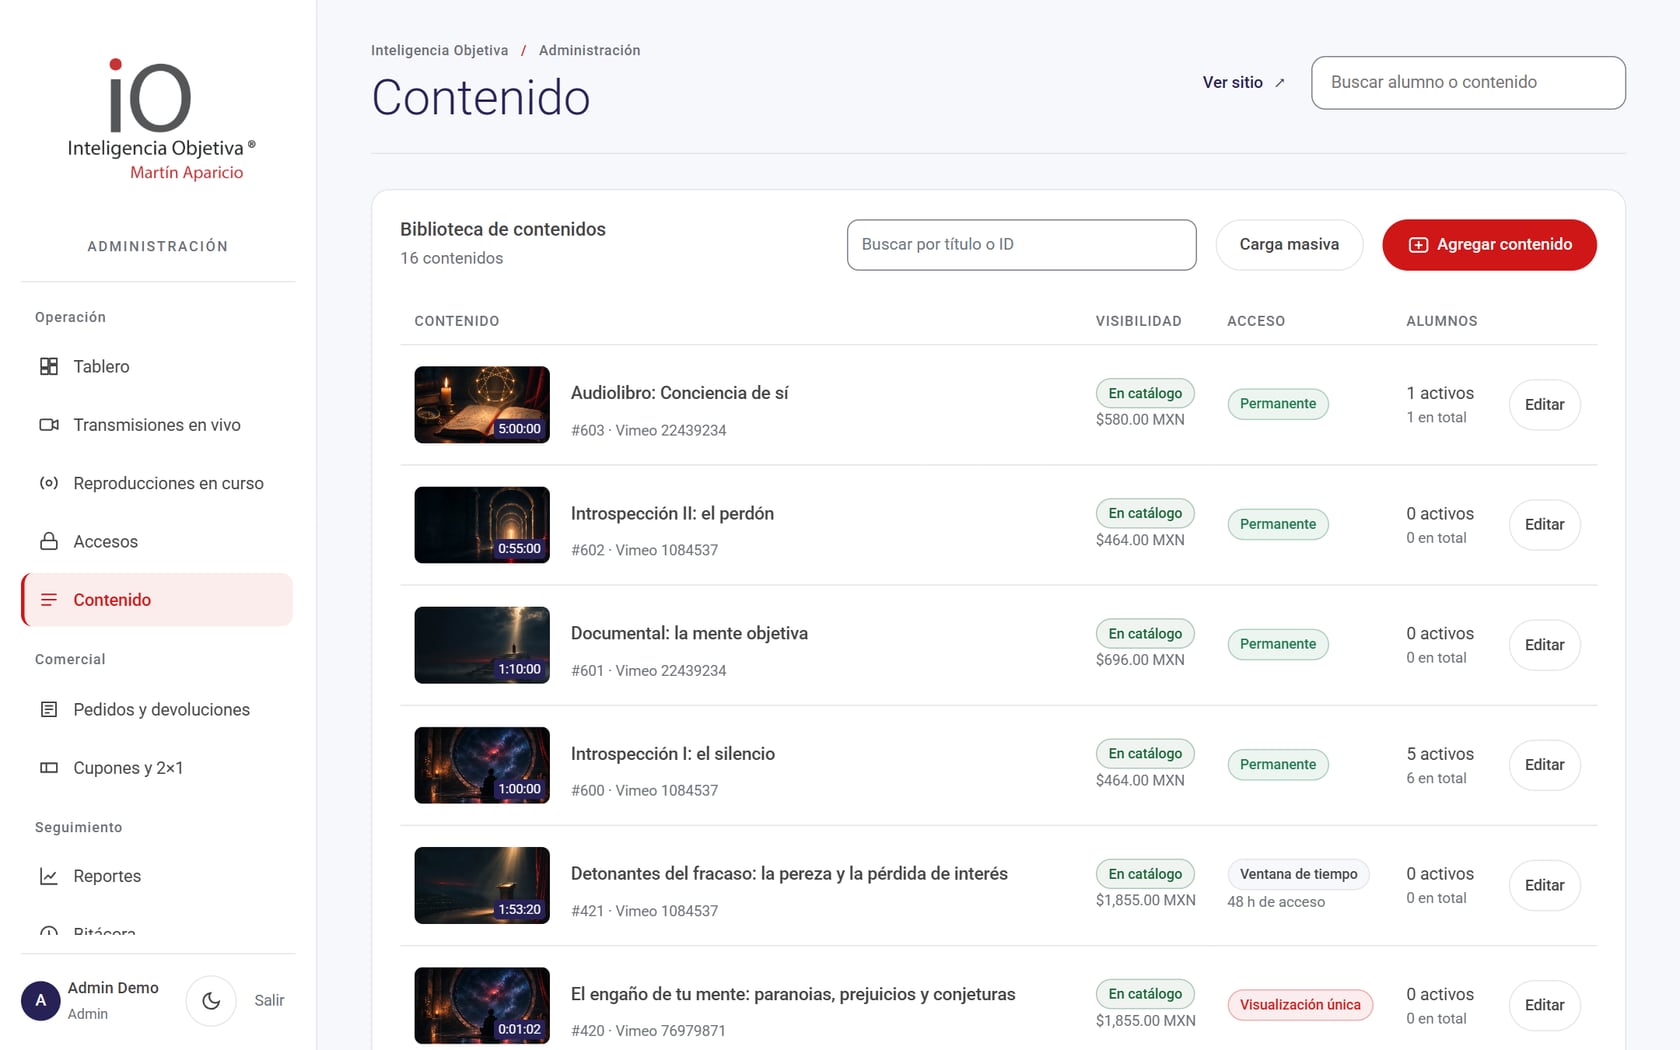 iO
Inteligencia Objetiva ®
Martín Aparicio
ADMINISTRACIÓN
Operación
Tablero
Transmisiones en vivo
Reproducciones en curso
Accesos
Contenido
Comercial
Pedidos y devoluciones
Cupones y 2×1
Seguimiento
Reportes
Bitácora
A
Admin Demo
Admin
Salir
Inteligencia Objetiva / Administración
Contenido
Ver sitio ↗
Buscar alumno o contenido
Biblioteca de contenidos
16 contenidos
Buscar por título o ID
Carga masiva
Agregar contenido
CONTENIDO VISIBILIDAD ACCESO ALUMNOS
5:00:00
Audiolibro: Conciencia de sí
#603 · Vimeo 22439234
En catálogo
$580.00 MXN
Permanente
1 activos
1 en total
Editar
0:55:00
Introspección II: el perdón
#602 · Vimeo 1084537
En catálogo
$464.00 MXN
Permanente
0 activos
0 en total
Editar
1:10:00
Documental: la mente objetiva
#601 · Vimeo 22439234
En catálogo
$696.00 MXN
Permanente
0 activos
0 en total
Editar
1:00:00
Introspección I: el silencio
#600 · Vimeo 1084537
En catálogo
$464.00 MXN
Permanente
5 activos
6 en total
Editar
1:53:20
Detonantes del fracaso: la pereza y la pérdida de interés
#421 · Vimeo 1084537
En catálogo
$1,855.00 MXN
Ventana de tiempo
48 h de acceso
0 activos
0 en total
Editar
0:01:02
El engaño de tu mente: paranoias, prejuicios y conjeturas
#420 · Vimeo 76979871
En catálogo
$1,855.00 MXN
Visualización única
0 activos
0 en total
Editar